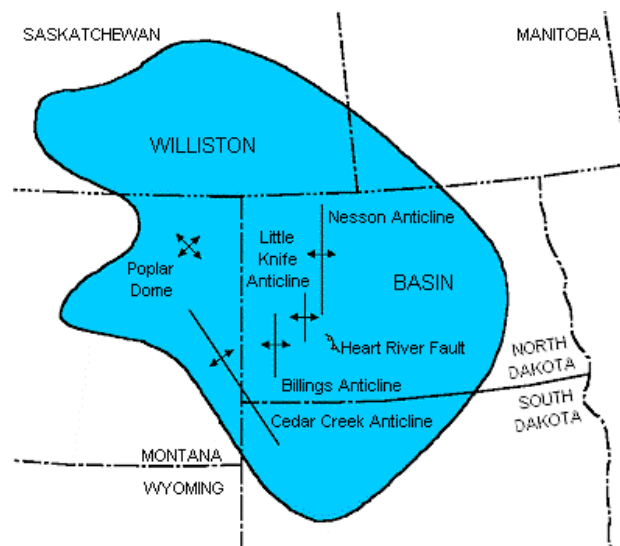 SASKATCHEWAN
MANITOBA
WILLISTON
Nesson Anticline
Little
Knife
Anticline
Poplar
Dome
BASIN
Heart River Fault
NORTH
DAKOTA
Billings Anticline
SOUTH
DAKOTA
Cedar Creek Anticline
MONTANA
WYOMING